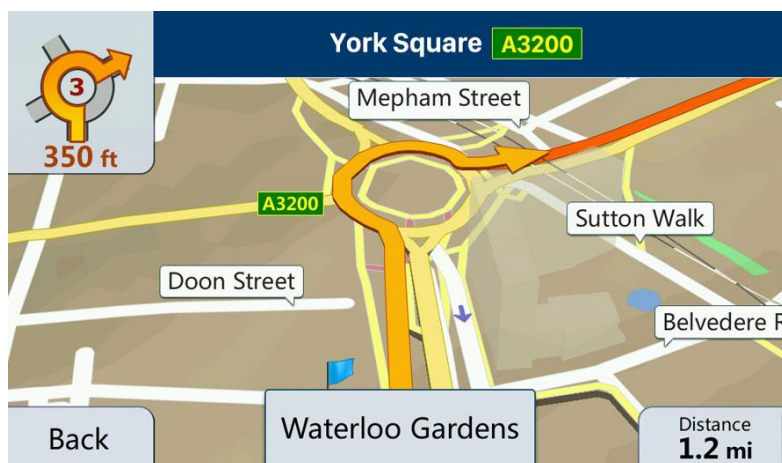 York Square A3200
3
350 ft
Mepham Street
A3200
Sutton Walk
Doon Street
Belvedere R
Back
Waterloo Gardens
Distance
1.2 mi